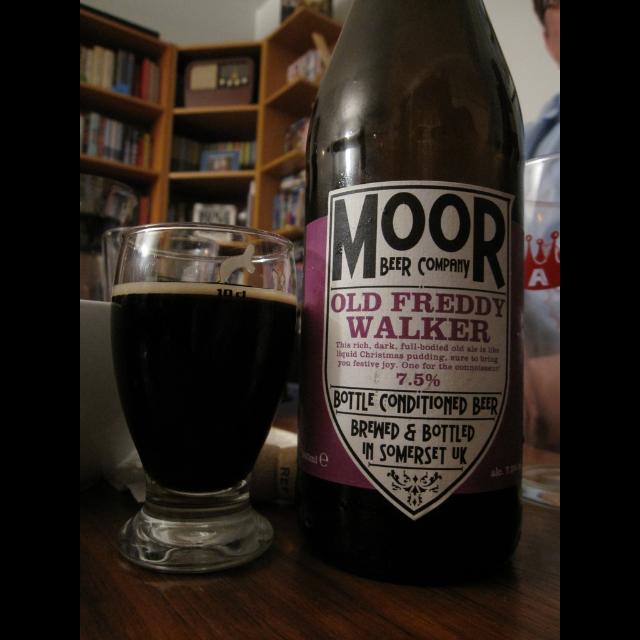 MOOR
BEER COMPANY
OLD FREDDY
WALKER
This rich, dark, full-bodied old ale is like
liquid Christmas pudding, sure to bring
you festive joy. One for the connoisseur
7.5%
BOTTLE CONDITIONED BEER
BREWED & BOTTLED
IN SOMERSET UK
alc.
A